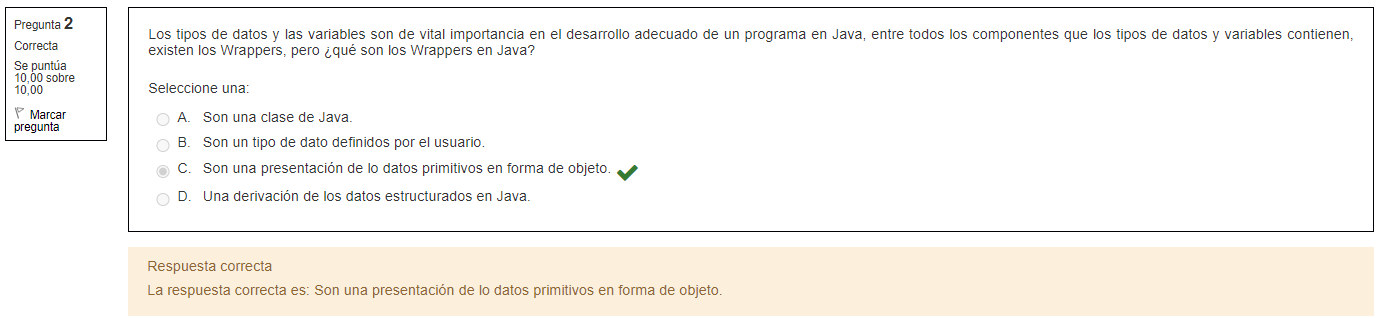 Pregunta 2
Correcta
Se puntúa
10,00 sobre
10,00
Marcar
pregunta
Los tipos de datos y las variables son de vital importancia en el desarrollo adecuado de un programa en Java, entre todos los componentes que los tipos de datos y variables contienen,
existen los Wrappers, pero ¿qué son los Wrappers en Java?
Seleccione una:
A. Son una clase de Java.
B. Son un tipo de dato definidos por el usuario.
C. Son una presentación de lo datos primitivos en forma de objeto.
D. Una derivación de los datos estructurados en Java.
Respuesta correcta
La respuesta correcta es: Son una presentación de lo datos primitivos en forma de objeto.